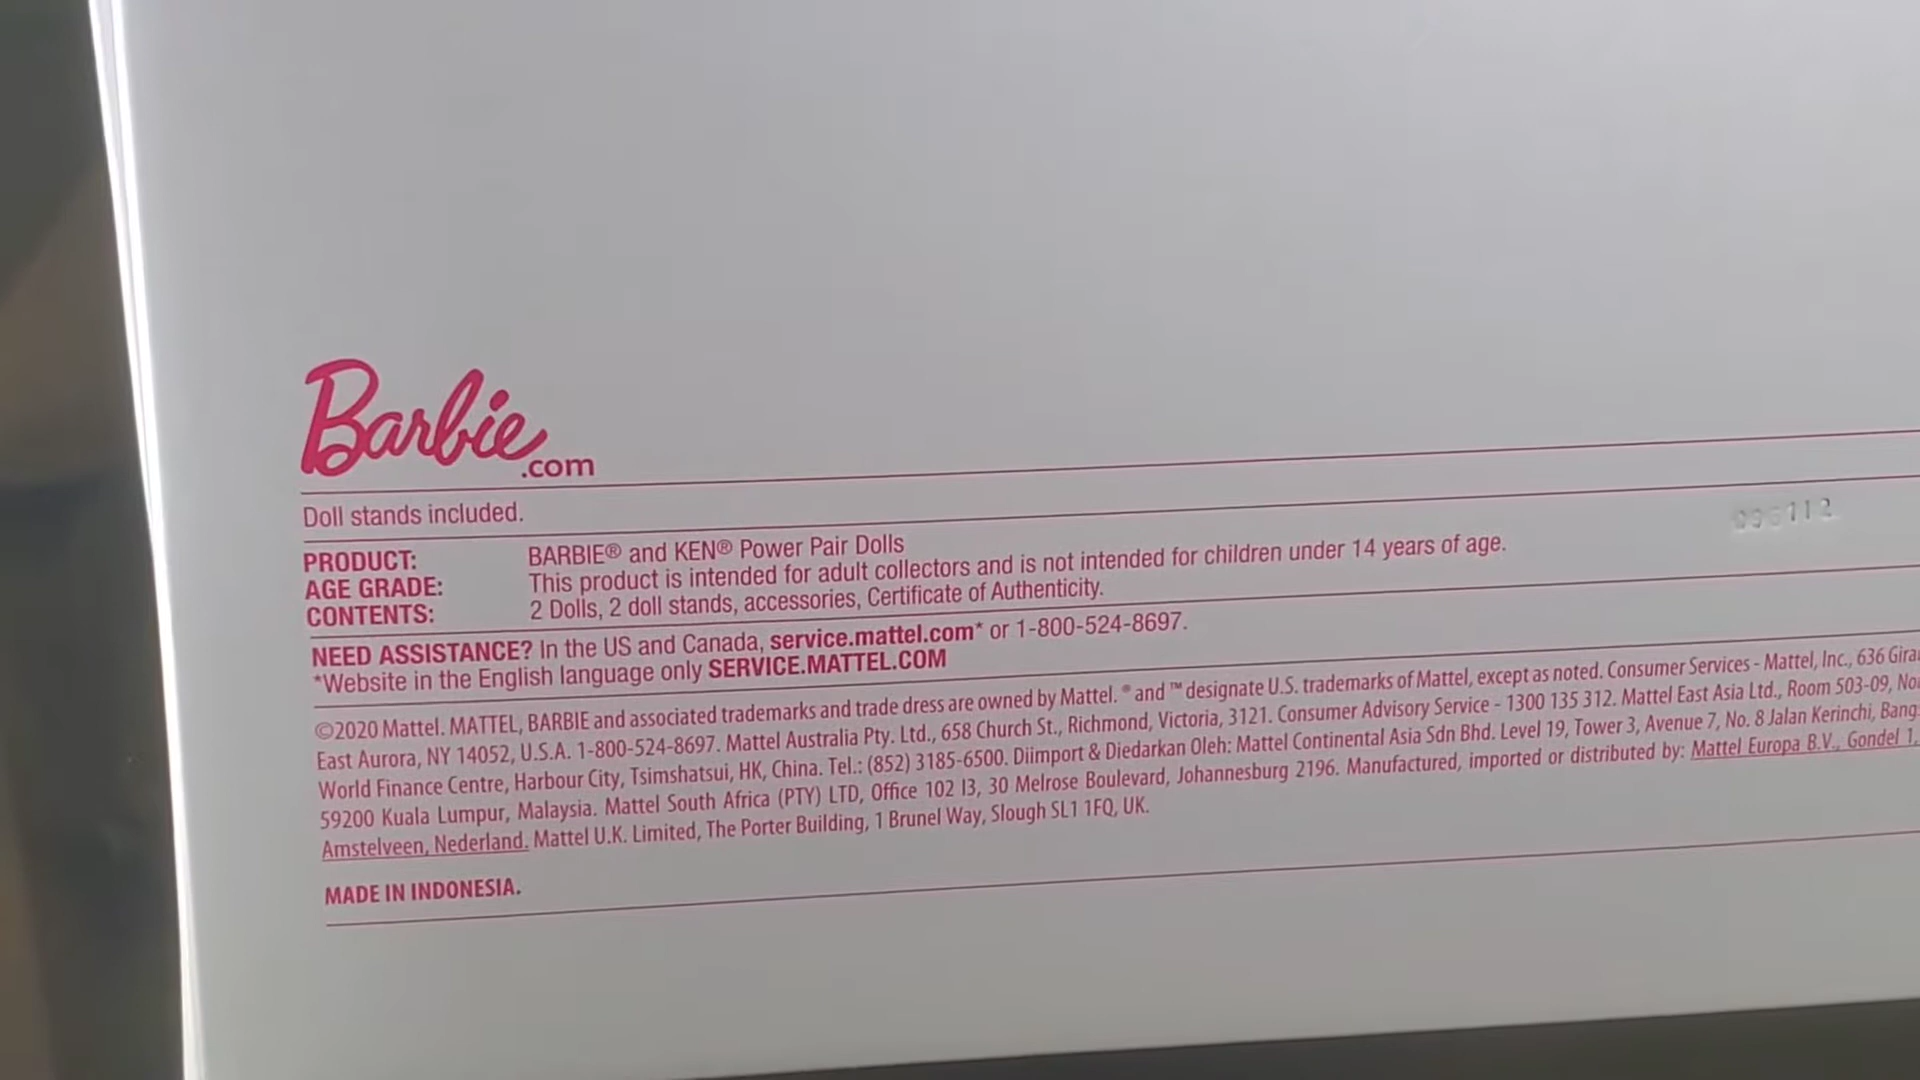 Barbie
.com
Doll stands included.
PRODUCT: BARBIE® and KEN® Power Pair Dolls
AGE GRADE: This product is intended for adult collectors and is not intended for children under 14 years of age.
CONTENTS: 2 Dolls, 2 doll stands, accessories, Certificate of Authenticity.
NEED ASSISTANCE? In the US and Canada, service.mattel.com* or 1-800-524-8697.
*Website in the English language only SERVICE.MATTEL.COM
©2020 Mattel. MATTEL, BARBIE and associated trademarks and trade dress are owned by Mattel. ® and ™ designate U.S. trademarks of Mattel, except as noted. Consumer Services - Mattel, Inc., 636
East Aurora, NY 14052, U.S.A. 1-800-524-8697. Mattel Australia Pty. Ltd., 658 Church St., Richmond, Victoria, 3121. Consumer Advisory Service - 1300 135 312. Mattel East Asia Ltd., Room 503-09,
World Finance Centre, Harbour City, Tsimshatsui, HK, China. Tel.: (852) 3185-6500. Diimport & Diedarkan Oleh: Mattel Continental Asia Sdn Bhd. Level 19, Tower 3, Avenue 7, No. 8 Jalan Kerinchi,
59200 Kuala Lumpur, Malaysia. Mattel South Africa (PTY) LTD, Office 102 I3, 30 Melrose Boulevard, Johannesburg 2196. Manufactured, imported or distributed by: Mattel Europa B.V., Gondel 1,
Amstelveen, Nederland. Mattel U.K. Limited, The Porter Building, 1 Brunel Way, Slough SL1 1FQ, UK.
MADE IN INDONESIA.